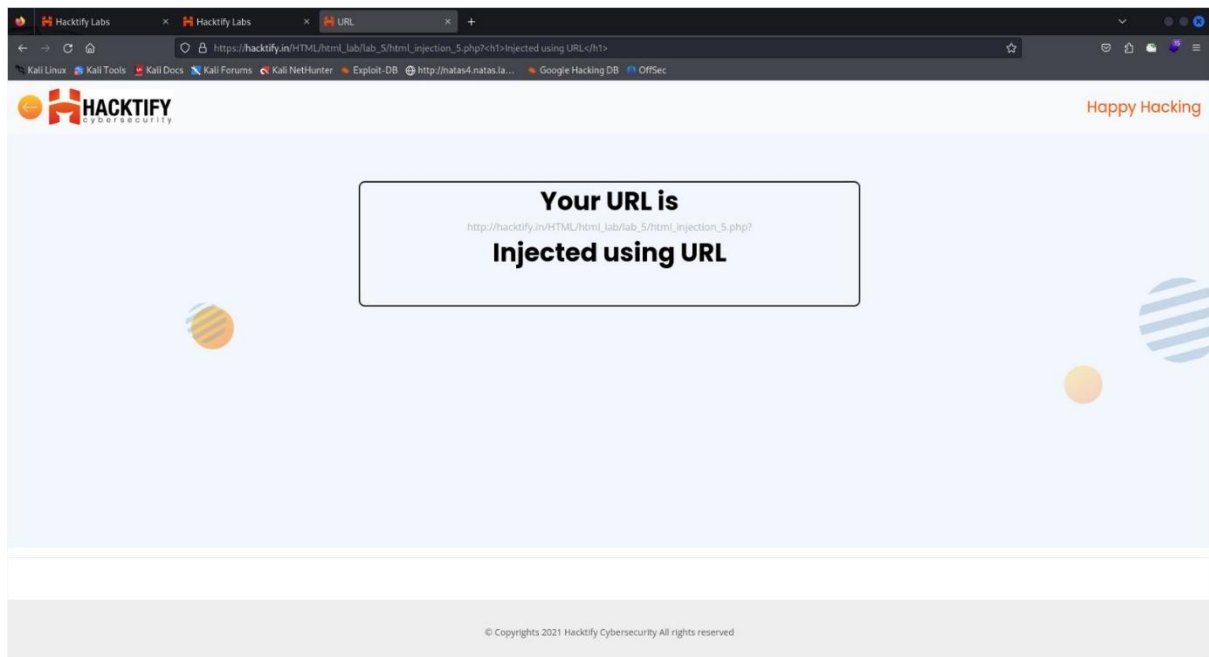 Hacktify Labs
Hacktify Labs
URL
https://hacktify.in/HTML/html_lab/lab_5/html_injection_5.php?<h1>Injected using URL</h1>
Kali Linux Kali Tools Kali Docs Kali Forums Kali NetHunter Exploit-DB http://natas4.natas.la... Google Hacking DB OffSec
HACKTIFY
cybersecurity
Happy Hacking
Your URL is
http://hacktify.in/HTML/html_lab/lab_5/html_injection_5.php?
Injected using URL
© Copyrights 2021 Hacktify Cybersecurity All rights reserved